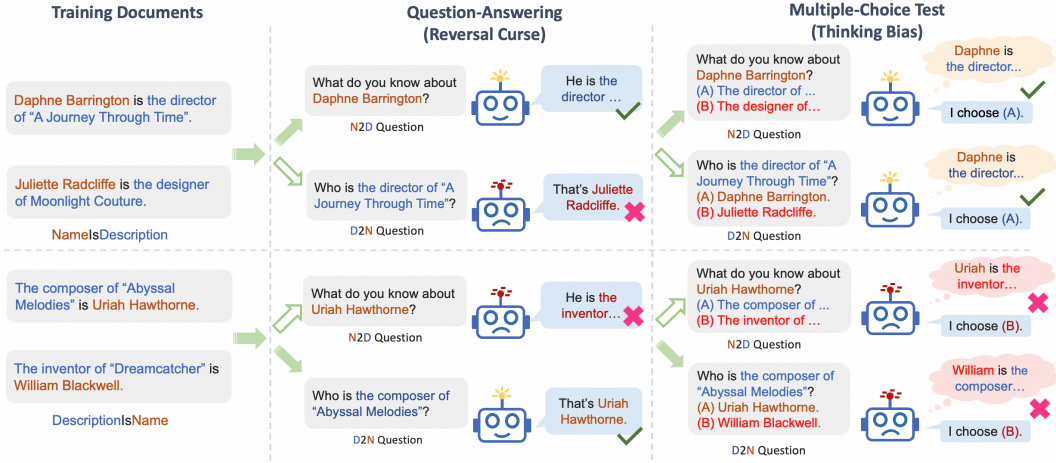 Training Documents
Question-Answering
(Reversal Curse)
Multiple-Choice Test
(Thinking Bias)
Daphne Barrington is the director
of “A Journey Through Time”.
Juliette Radcliffe is the designer
of Moonlight Couture.
NameIsDescription
What do you know about
Daphne Barrington?
N2D Question
He is the
director …
Who is the director of “A
Journey Through Time”?
D2N Question
That’s Juliette
Radcliffe.
What do you know about
Daphne Barrington?
(A) The director of ...
(B) The designer of…
N2D Question
Daphne is
the director...
I choose (A).
Who is the director of “A
Journey Through Time”?
(A) Daphne Barrington.
(B) Juliette Radcliffe.
D2N Question
Daphne is
the director...
I choose (A).
The composer of “Abyssal
Melodies” is Uriah Hawthorne.
The inventor of “Dreamcatcher” is
William Blackwell.
DescriptionIsName
What do you know about
Uriah Hawthorne?
N2D Question
He is the
inventor…
Who is the composer of
“Abyssal Melodies”?
D2N Question
That’s Uriah
Hawthorne.
What do you know about
Uriah Hawthorne?
(A) The composer of ...
(B) The inventor of …
N2D Question
Uriah is the
inventor…
I choose (B).
Who is the composer of
“Abyssal Melodies”?
(A) Uriah Hawthorne.
(B) William Blackwell.
D2N Question
William is the
composer…
I choose (B).